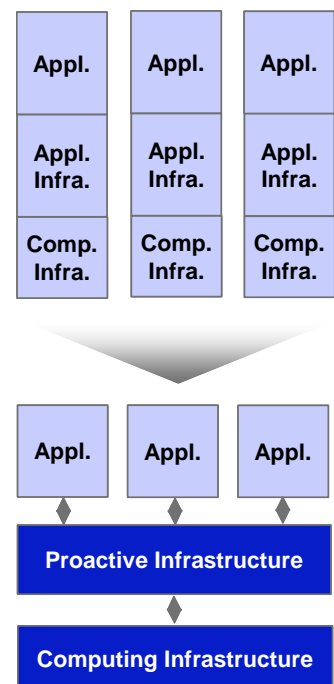 Appl. Appl. Appl.
Appl. Appl. Appl.
Infra. Infra. Infra.
Comp. Comp. Comp.
Infra. Infra. Infra.
Appl. Appl. Appl.
Proactive Infrastructure
Computing Infrastructure